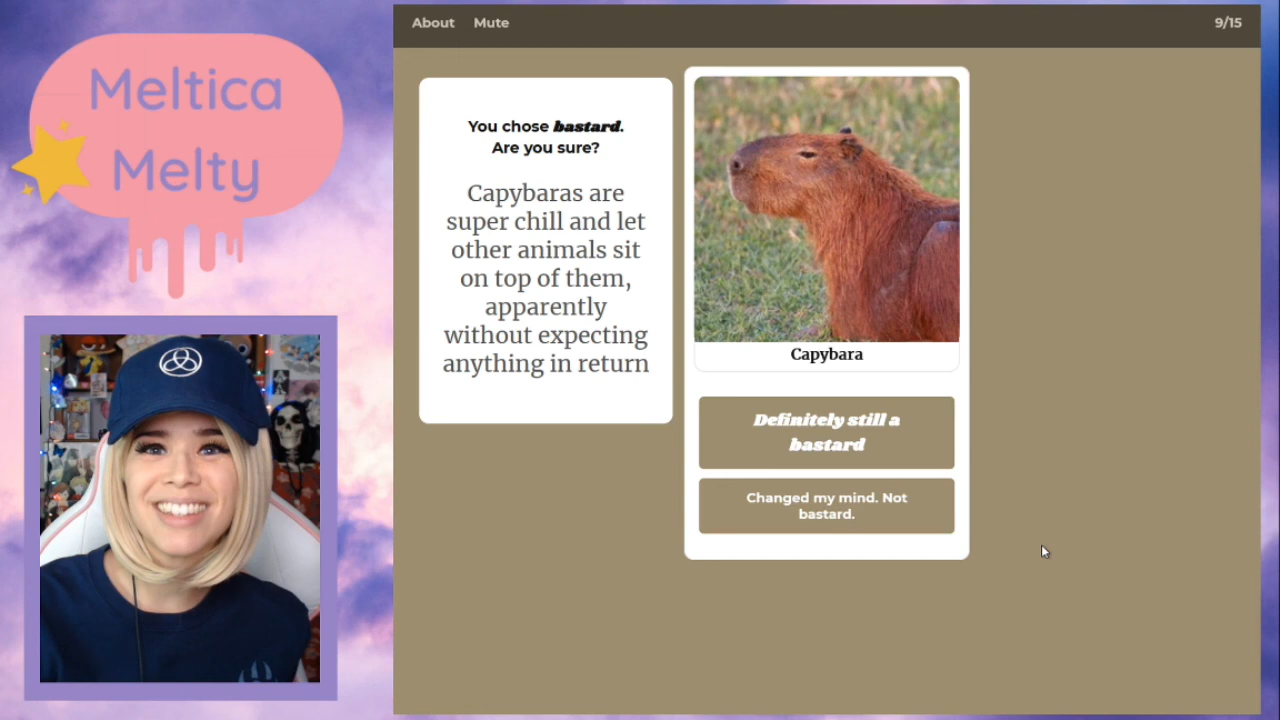 Meltica
Melty
About Mute 9/15
You chose bastard.
Are you sure?
Capybaras are
super chill and let
other animals sit
on top of them,
apparently
without expecting
anything in return
Capybara
Definitely still a
bastard
Changed my mind. Not
bastard.